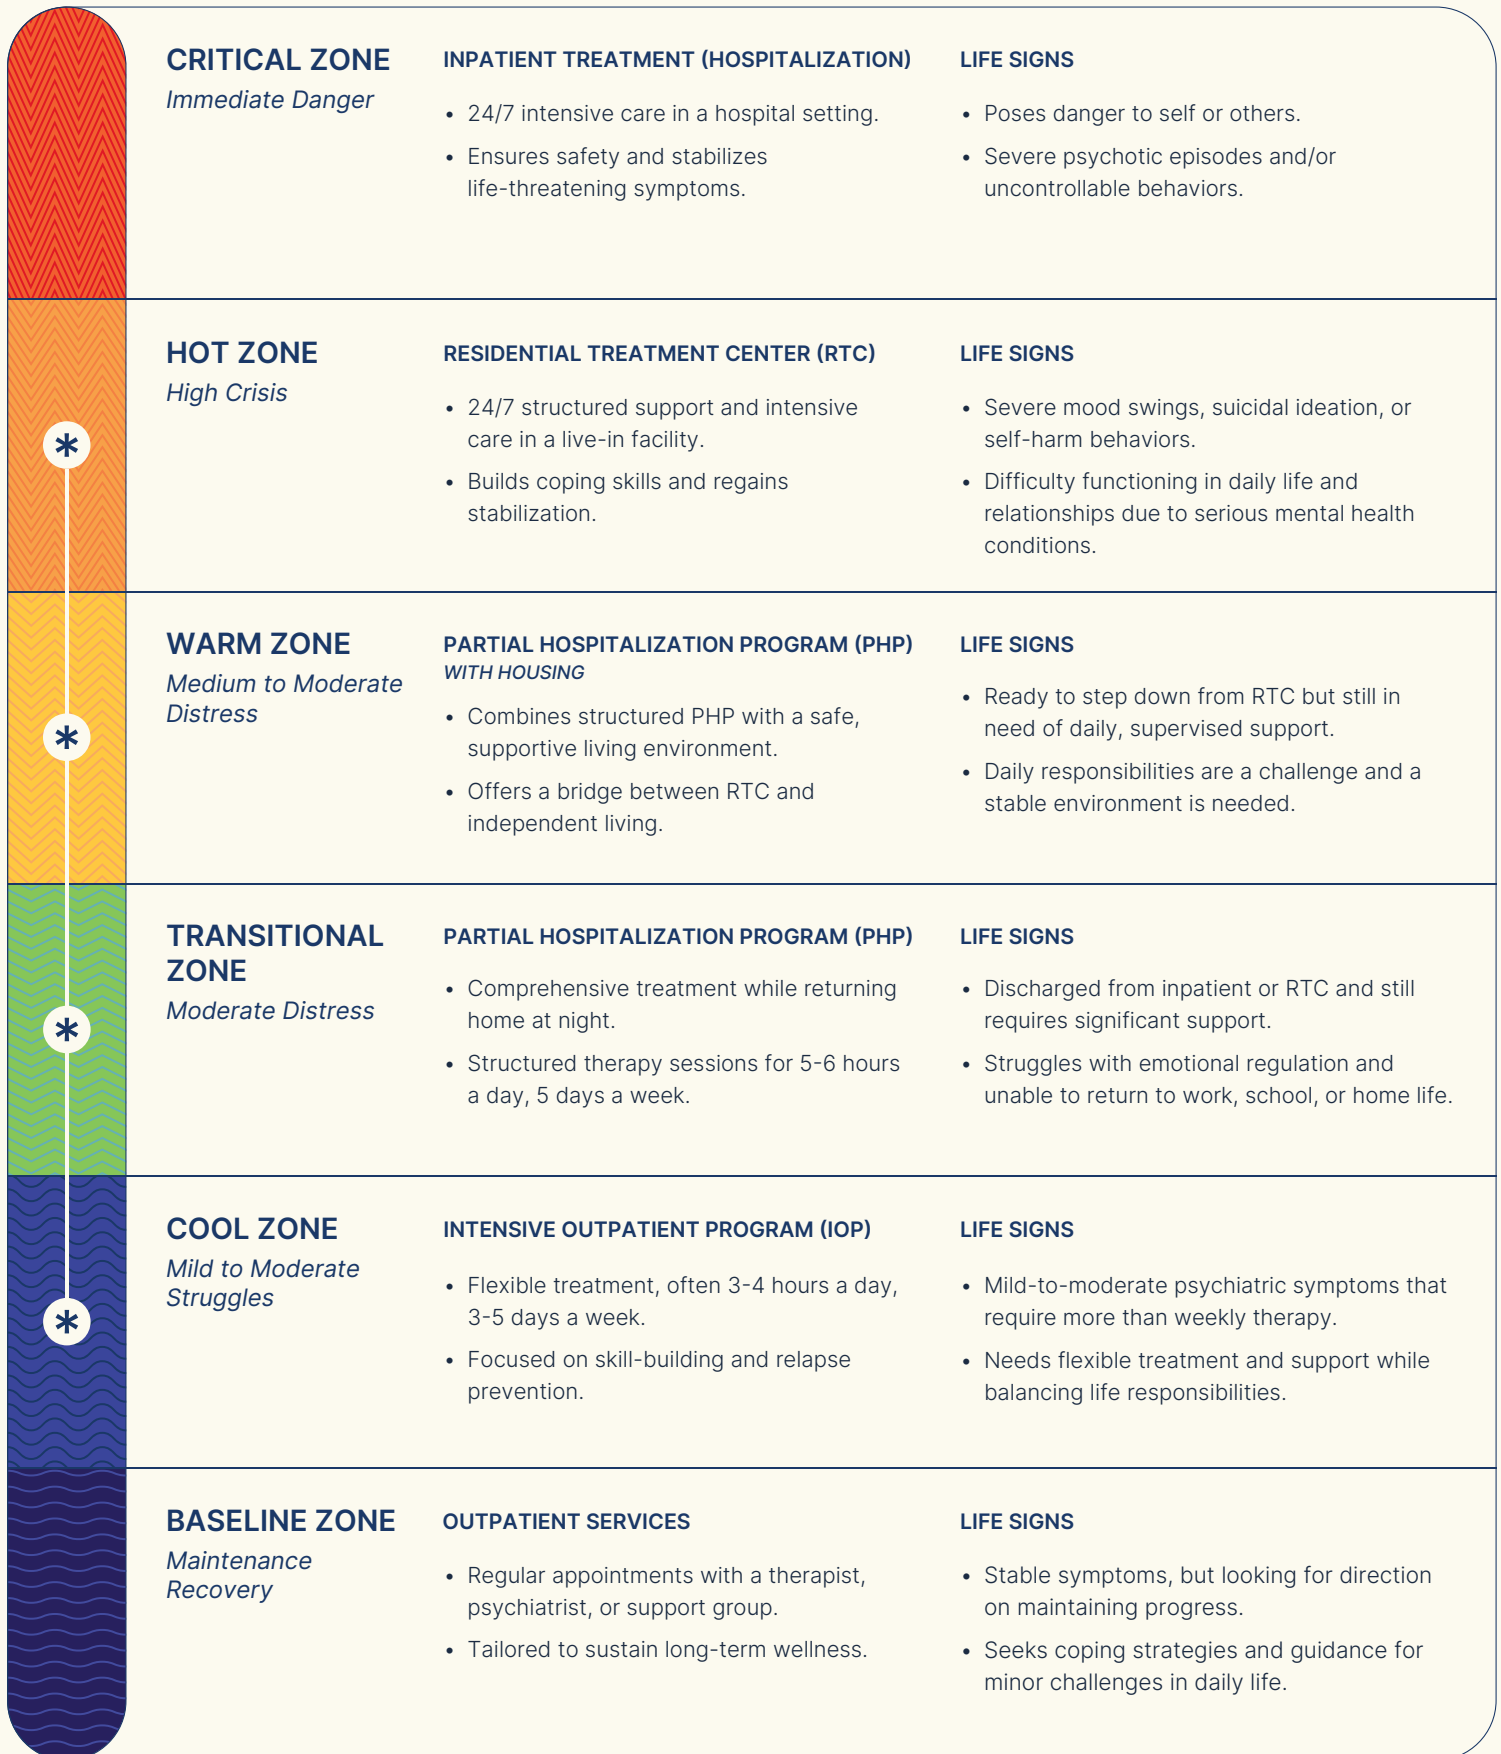 CRITICAL ZONE
Immediate Danger
INPATIENT TREATMENT (HOSPITALIZATION)
• 24/7 intensive care in a hospital setting.
• Ensures safety and stabilizes
life-threatening symptoms.
LIFE SIGNS
• Poses danger to self or others.
• Severe psychotic episodes and/or
uncontrollable behaviors.
HOT ZONE
High Crisis
RESIDENTIAL TREATMENT CENTER (RTC)
• 24/7 structured support and intensive
care in a live-in facility.
• Builds coping skills and regains
stabilization.
LIFE SIGNS
• Severe mood swings, suicidal ideation, or
self-harm behaviors.
• Difficulty functioning in daily life and
relationships due to serious mental health
conditions.
*
WARM ZONE
Medium to Moderate
Distress
PARTIAL HOSPITALIZATION PROGRAM (PHP)
WITH HOUSING
• Combines structured PHP with a safe,
supportive living environment.
• Offers a bridge between RTC and
independent living.
LIFE SIGNS
• Ready to step down from RTC but still in
need of daily, supervised support.
• Daily responsibilities are a challenge and a
stable environment is needed.
*
TRANSITIONAL
ZONE
Moderate Distress
PARTIAL HOSPITALIZATION PROGRAM (PHP)
• Comprehensive treatment while returning
home at night.
• Structured therapy sessions for 5-6 hours
a day, 5 days a week.
LIFE SIGNS
• Discharged from inpatient or RTC and still
requires significant support.
• Struggles with emotional regulation and
unable to return to work, school, or home life.
*
COOL ZONE
Mild to Moderate
Struggles
INTENSIVE OUTPATIENT PROGRAM (IOP)
• Flexible treatment, often 3-4 hours a day,
3-5 days a week.
• Focused on skill-building and relapse
prevention.
LIFE SIGNS
• Mild-to-moderate psychiatric symptoms that
require more than weekly therapy.
• Needs flexible treatment and support while
balancing life responsibilities.
*
BASELINE ZONE
Maintenance
Recovery
OUTPATIENT SERVICES
• Regular appointments with a therapist,
psychiatrist, or support group.
• Tailored to sustain long-term wellness.
LIFE SIGNS
• Stable symptoms, but looking for direction
on maintaining progress.
• Seeks coping strategies and guidance for
minor challenges in daily life.